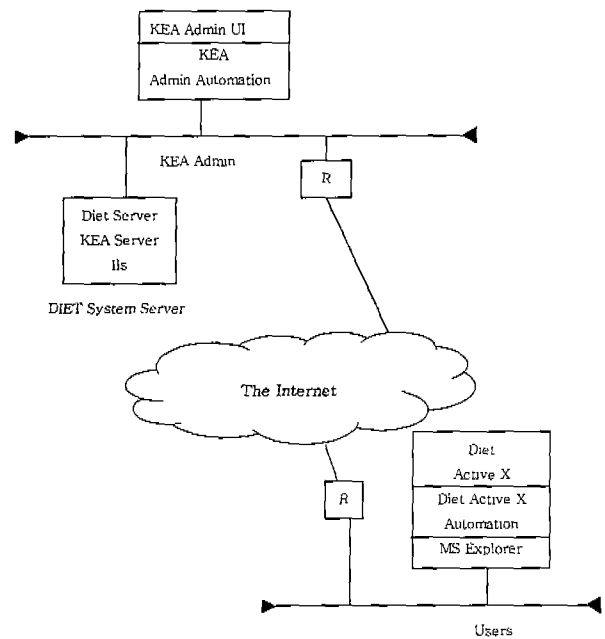 KEA Admin UI
KEA
Admin Automation
KEA Admin
R
Diet Server
KEA Server
IIs
DIET System Server
The Internet
Diet
Active X
R
Diet Active X
Automation
MS Explorer
Users